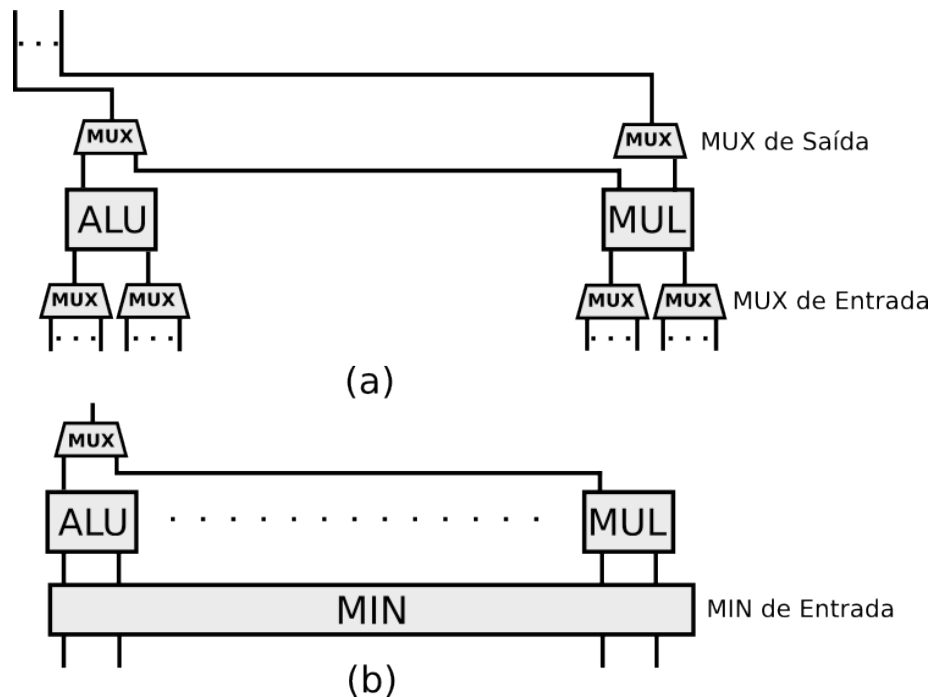 . . .
MUX MUX MUX de Saída
ALU MUL
MUX MUX MUX MUX MUX de Entrada
. . . . . . . . . . . .
(a)
MUX
ALU . . . . . . . . . . . . . MUL
MIN MIN de Entrada
(b)